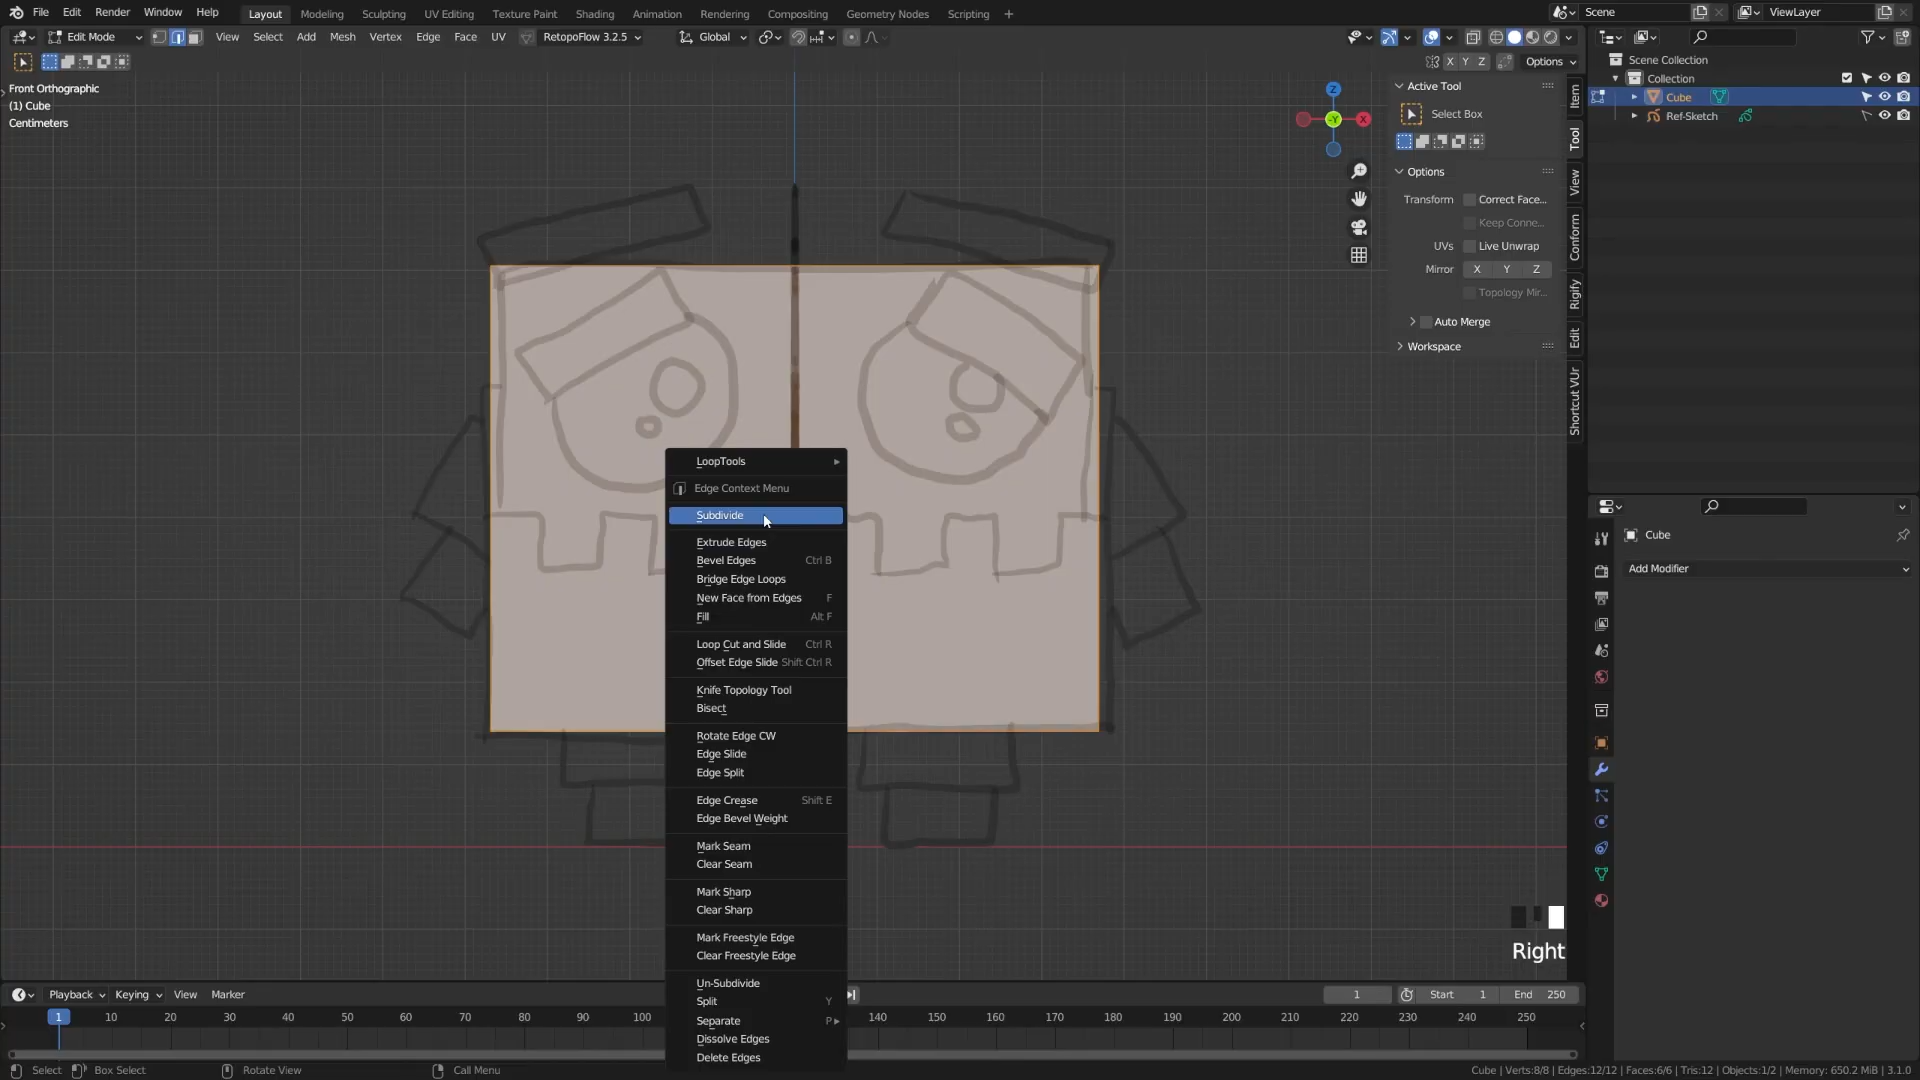 File Edit Render Window Help Layout Modeling Sculpting UV Editing Texture Paint Shading Animation Rendering Compositing Geometry Nodes Scripting + Scene ViewLayer
Edit Mode View Select Add Mesh Vertex Edge Face UV RetopoFlow 3.2.5 Global
X Y Z Options
Front Orthographic
(1) Cube
Centimeters
Z
-Y
X
Active Tool
Select Box
Options
Transform Correct Face...
Keep Conne...
UVs Live Unwrap
Mirror X Y Z
Topology Mir...
Auto Merge
Workspace
Item
Tool
View
Conform
Rigify
Edit
Shortcut VUr
Scene Collection
Collection
Cube
Ref-Sketch
Cube
Add Modifier
LoopTools
Edge Context Menu
Subdivide
Extrude Edges
Bevel Edges Ctrl B
Bridge Edge Loops
New Face from Edges F
Fill Alt F
Loop Cut and Slide Ctrl R
Offset Edge Slide Shift Ctrl R
Knife Topology Tool
Bisect
Rotate Edge CW
Edge Slide
Edge Split
Edge Crease Shift E
Edge Bevel Weight
Mark Seam
Clear Seam
Mark Sharp
Clear Sharp
Mark Freestyle Edge
Clear Freestyle Edge
Un-Subdivide
Split Y
Separate P
Dissolve Edges
Delete Edges
Right
Playback Keying View Marker 1 Start 1 End 250
1 10 20 30 40 50 60 70 80 90 100 140 150 160 170 180 190 200 210 220 230 240 250
Select Box Select Rotate View Call Menu Cube | Verts:8/8 | Edges:12/12 | Faces:6/6 | Tris:12 | Objects:1/2 | Memory: 650.2 MiB | 3.1.0